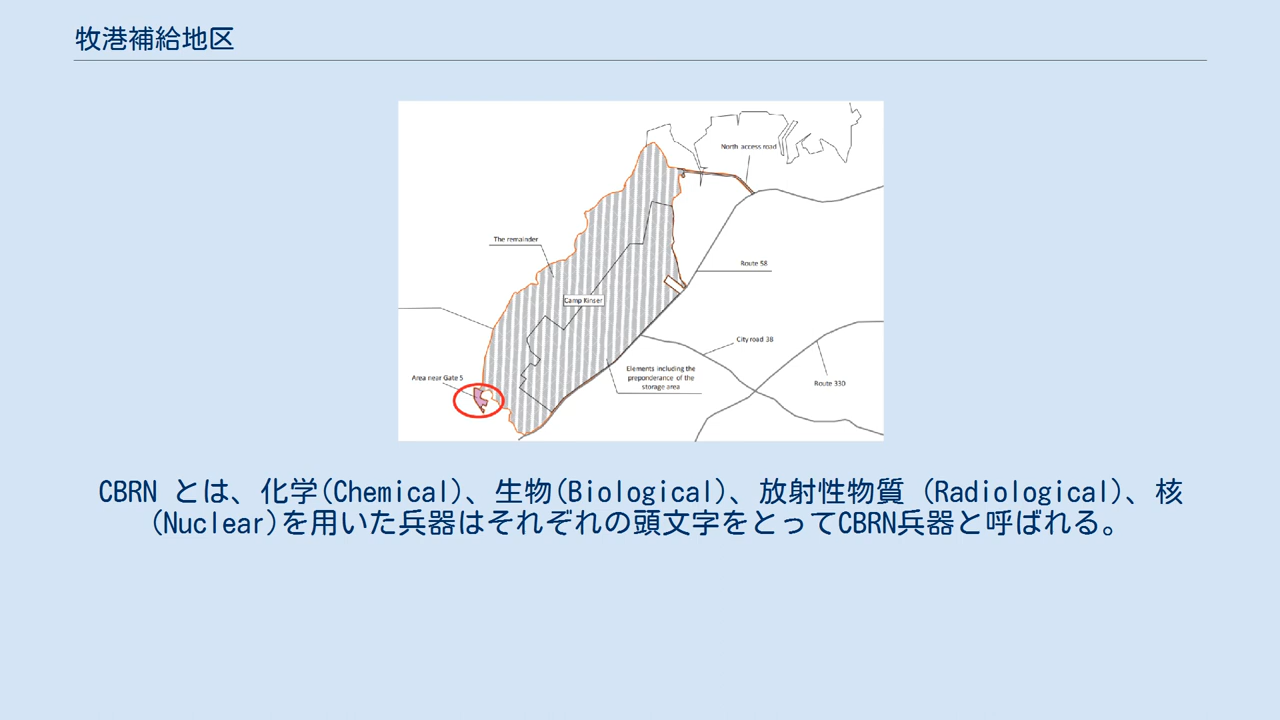 牧港補給地区
North access road
The remainder
Route 58
Camp Kinser
City road 38
Area near Gate 5
Elements including the
preponderance of the
storage area
Route 330
CBRN とは、化学(Chemical)、生物(Biological)、放射性物質 (Radiological)、核
(Nuclear)を用いた兵器はそれぞれの頭文字をとってCBRN兵器と呼ばれる。